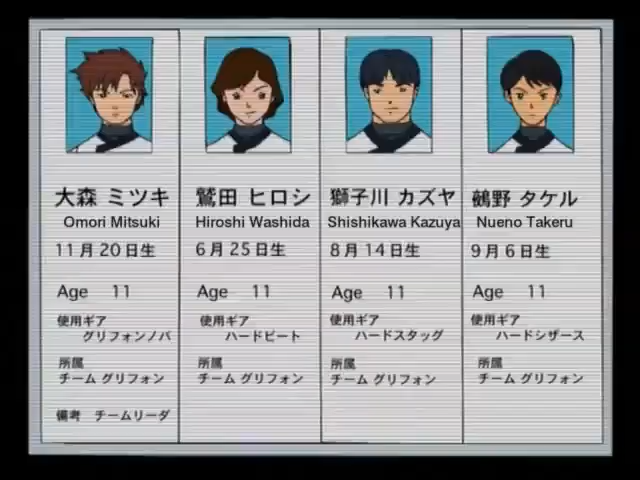 大森 ミツキ
Omori Mitsuki
11月20日生
Age 11
使用ギア
グリフォンノバ
所属
チーム グリフォン
備考 チームリーダ
鷲田 ヒロシ
Hiroshi Washida
6月25日生
Age 11
使用ギア
ハードビート
所属
チーム グリフォン
獅子川 カズヤ
Shishikawa Kazuya
8月14日生
Age 11
使用ギア
ハードスタッグ
所属
チーム グリフォン
鵺野 タケル
Nueno Takeru
9月6日生
Age 11
使用ギア
ハードシザース
所属
チーム グリフォン